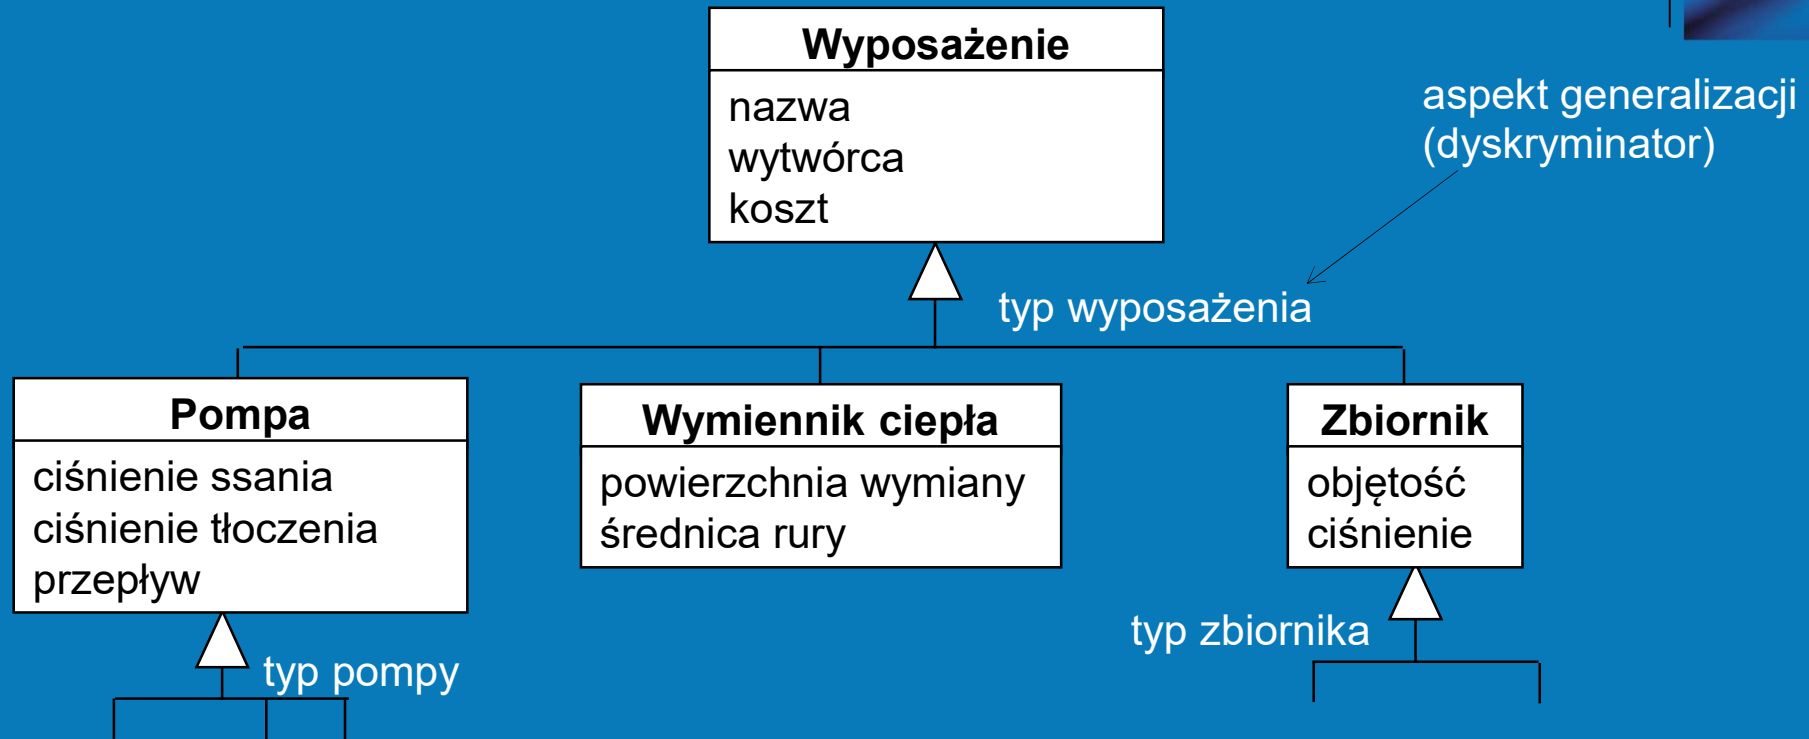 Wyposażenie
nazwa
wytwórca
koszt
aspekt generalizacji
(dyskryminator)
typ wyposażenia
Pompa
ciśnienie ssania
ciśnienie tłoczenia
przepływ
Wymiennik ciepła
powierzchnia wymiany
średnica rury
Zbiornik
objętość
ciśnienie
typ pompy
typ zbiornika